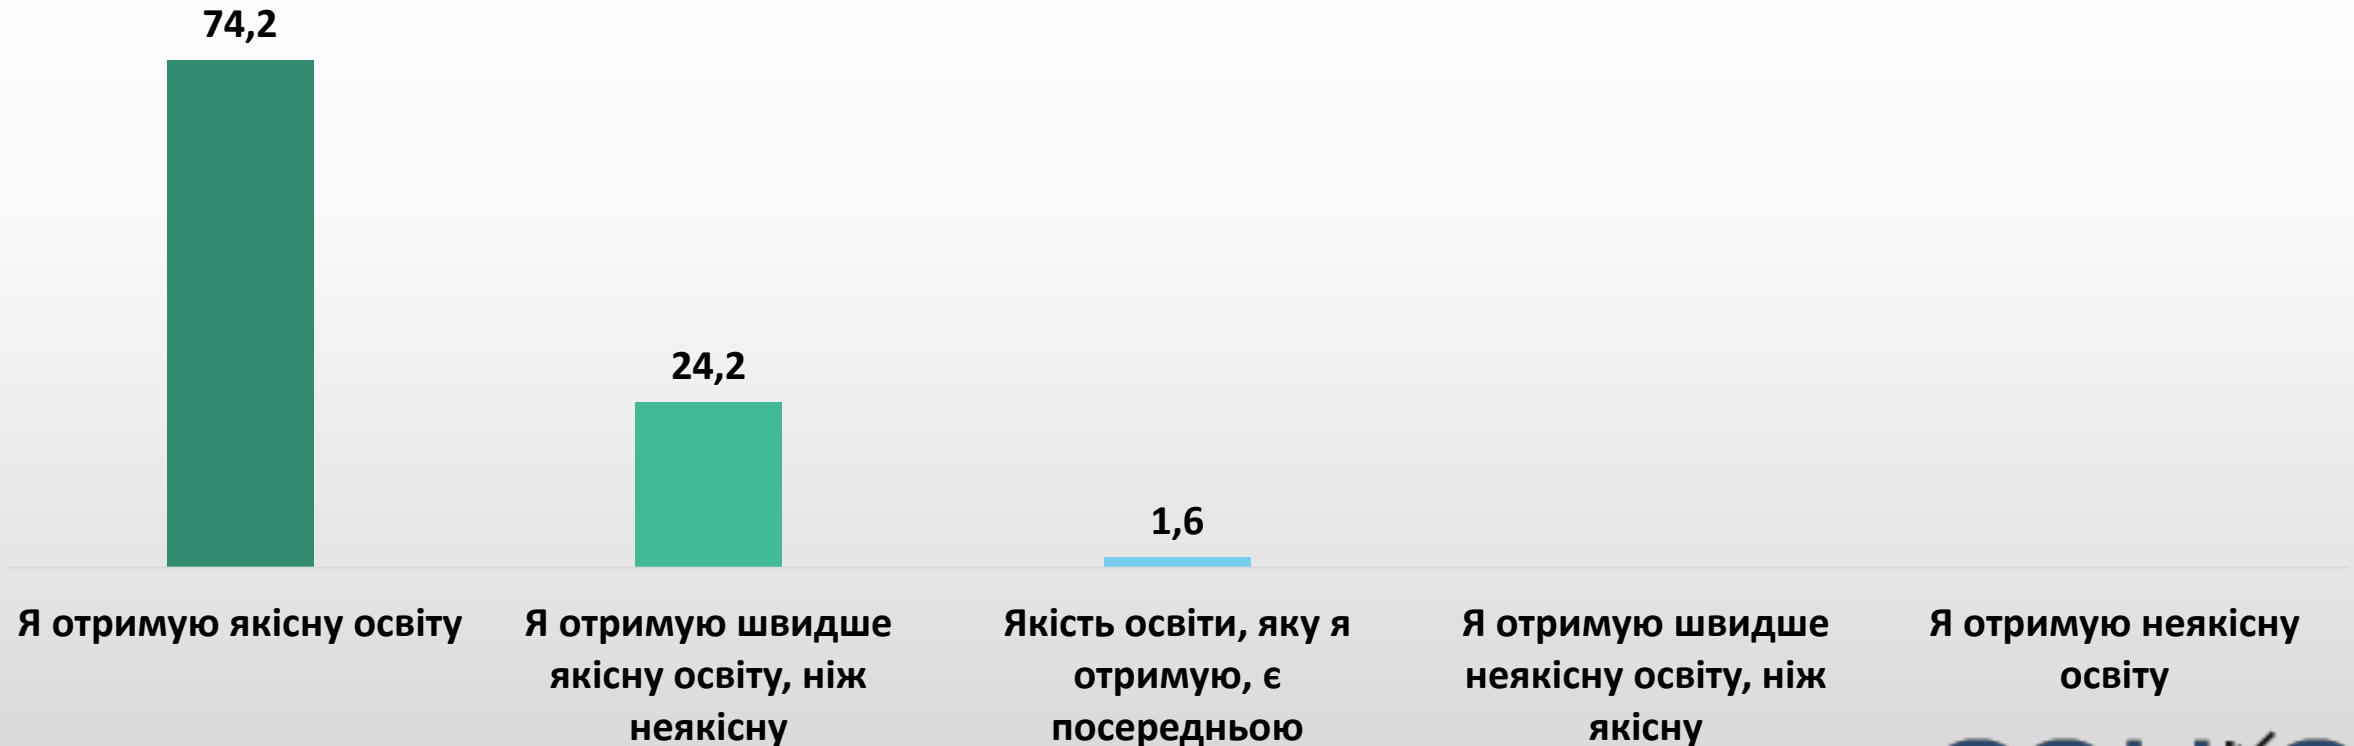 74,2
24,2
1,6
Я отримую якісну освіту
Я отримую швидше
якісну освіту, ніж
неякісну
Якість освіти, яку я
отримую, є
посередньою
Я отримую швидше
неякісну освіту, ніж
якісну
Я отримую неякісну
освіту